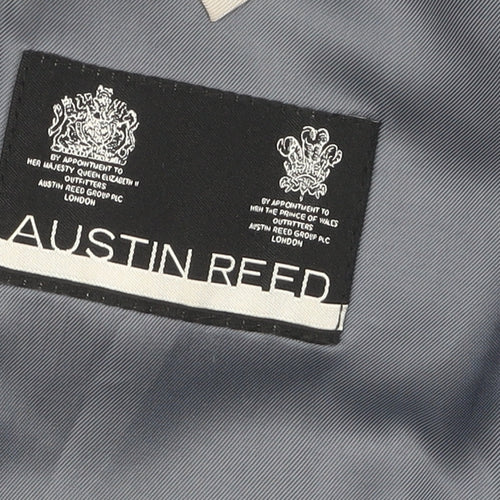 BY APPOINTMENT TO
HER MAJESTY QUEEN ELIZABETH II
OUTFITTERS
AUSTIN REED GROUP PLC
LONDON
BY APPOINTMENT TO
HRH THE PRINCE OF WALES
OUTFITTERS
AUSTIN REED GROUP PLC
LONDON
AUSTIN REED